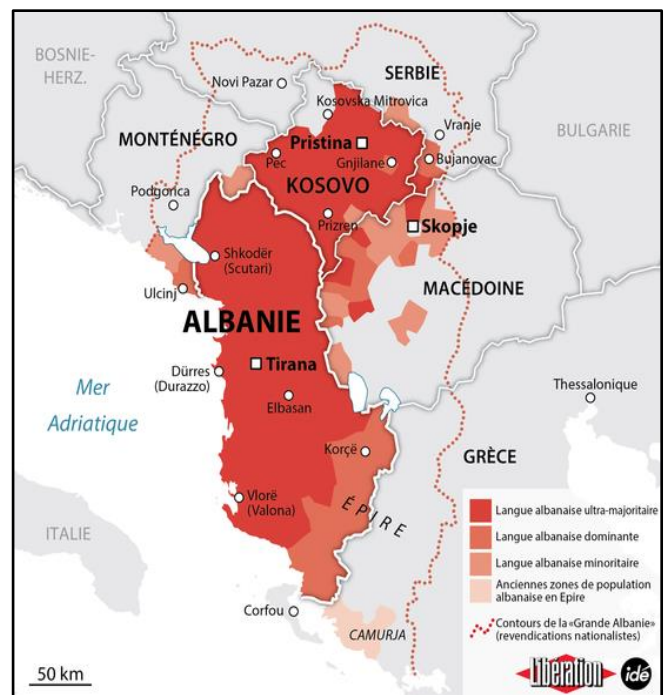 BOSNIE-
HERZ.
Novi Pazar
SERBIE
Kosovska Mitrovica
MONTÉNÉGRO
Pristina
Vranje
BULGARIE
Peć
Gnjilane
Bujanovac
KOSOVO
Podgorica
Prizren
Skopje
Shkodër
(Scutari)
Ulcinj
MACÉDOINE
ALBANIE
Dürres
(Durazzo)
Tirana
Mer
Adriatique
Elbasan
Thessalonique
Korçë
GRÈCE
Vlorë
(Valona)
ÉPIRE
ITALIE
Corfou
CAMURJA
50 km
Langue albanaise ultra-majoritaire
Langue albanaise dominante
Langue albanaise minoritaire
Anciennes zones de population
albanaise en Epire
Contours de la «Grande Albanie»
(revendications nationalistes)
Libération
idé